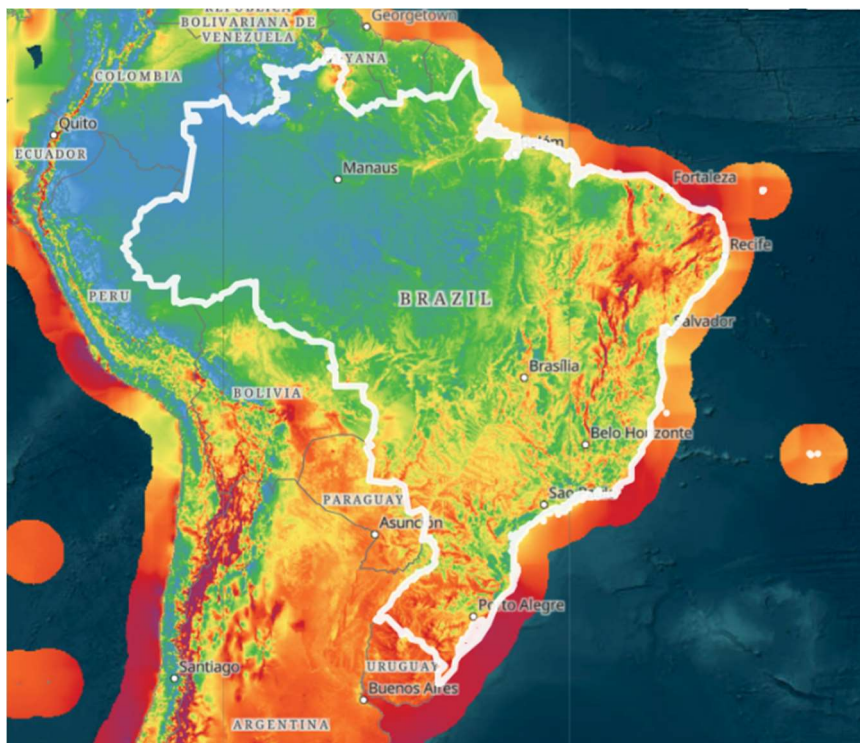 Georgetown
BOLIVARIANA DE
VENEZUELA
YANA
COLOMBIA
Quito
ECUADOR
Manaus
Fortaleza
Recife
PERU
BRAZIL
Salvador
Brasília
BOLIVIA
Belo Horizonte
PARAGUAY
Asunción
Porto Alegre
Santiago
URUGUAY
Buenos Aires
ARGENTINA